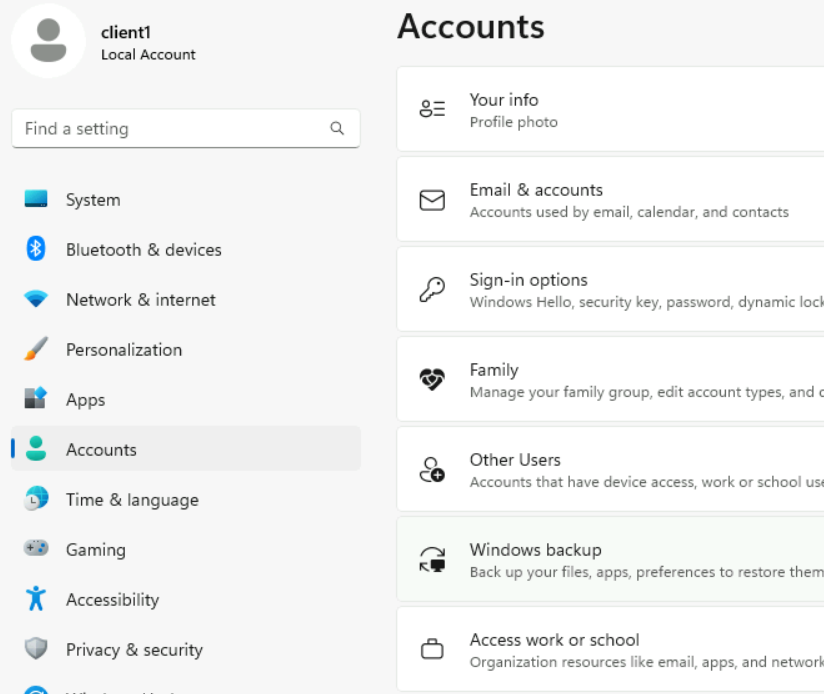 client1
Local Account
Find a setting
System
Bluetooth & devices
Network & internet
Personalization
Apps
Accounts
Time & language
Gaming
Accessibility
Privacy & security
Accounts
Your info
Profile photo
Email & accounts
Accounts used by email, calendar, and contacts
Sign-in options
Windows Hello, security key, password, dynamic lock
Family
Manage your family group, edit account types, and
Other Users
Accounts that have device access, work or school
Windows backup
Back up your files, apps, preferences to restore them
Access work or school
Organization resources like email, apps, and network